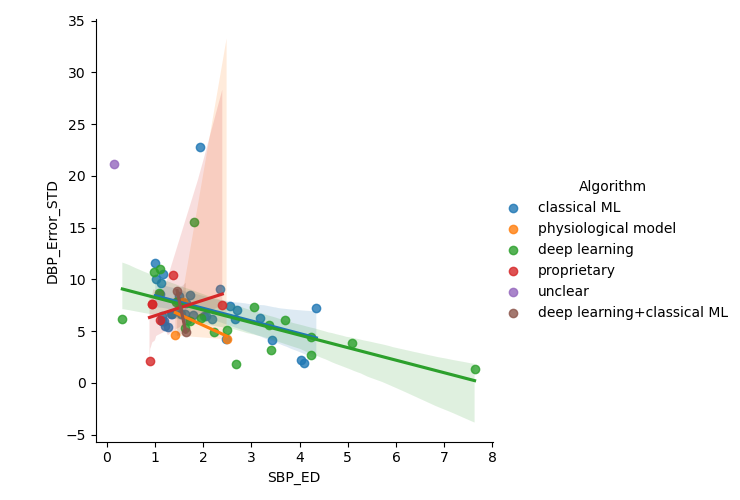 35
30
25
20
15
10
5
0
−5
DBP_Error_STD
0 1 2 3 4 5 6 7 8
SBP_ED
Algorithm
classical ML
physiological model
deep learning
proprietary
unclear
deep learning+classical ML